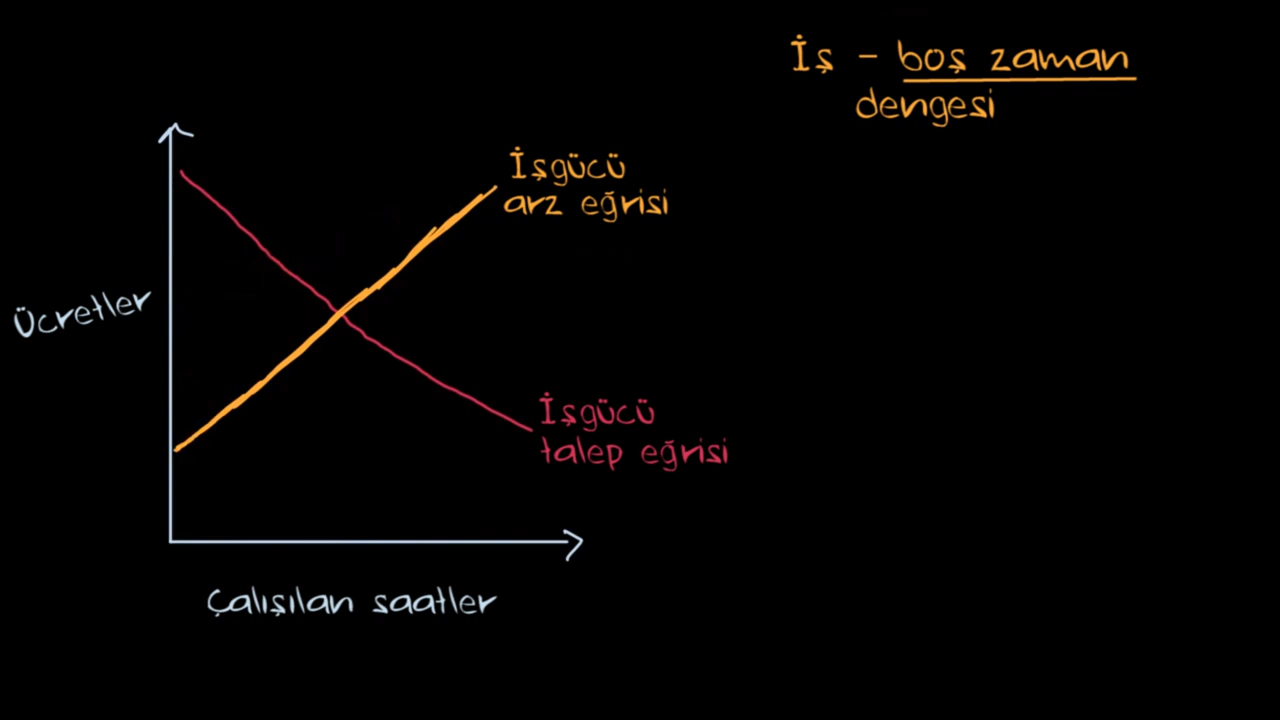 İş - boş zaman
dengesi
İşgücü
arz eğrisi
Ücretler
İşgücü
talep eğrisi
Çalışılan saatler